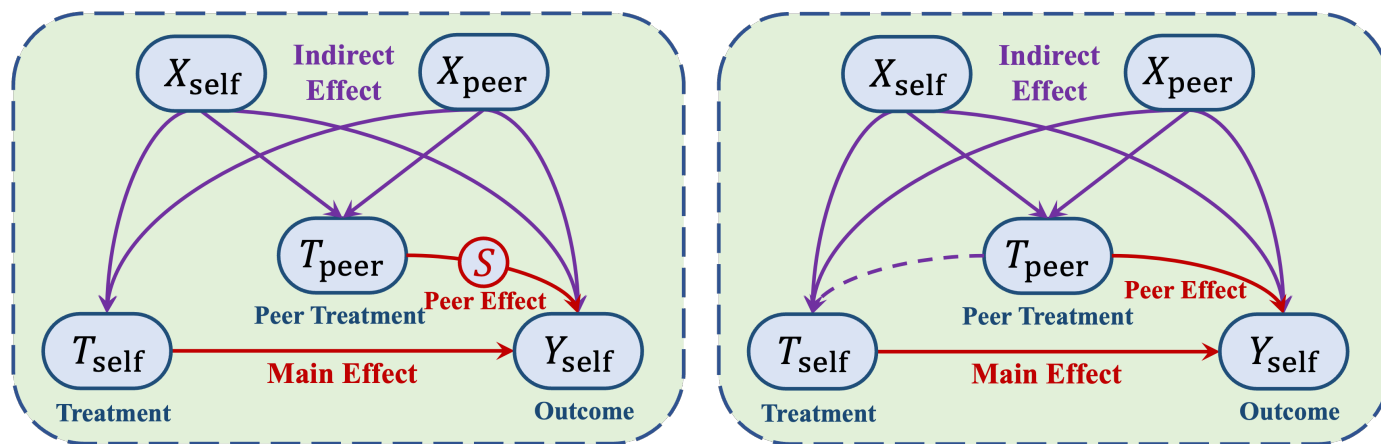 X_self
Indirect
Effect
X_peer
T_peer
S
Peer Effect
Peer Treatment
T_self
Main Effect
Y_self
Treatment
Outcome
X_self
Indirect
Effect
X_peer
T_peer
Peer Effect
Peer Treatment
T_self
Main Effect
Y_self
Treatment
Outcome